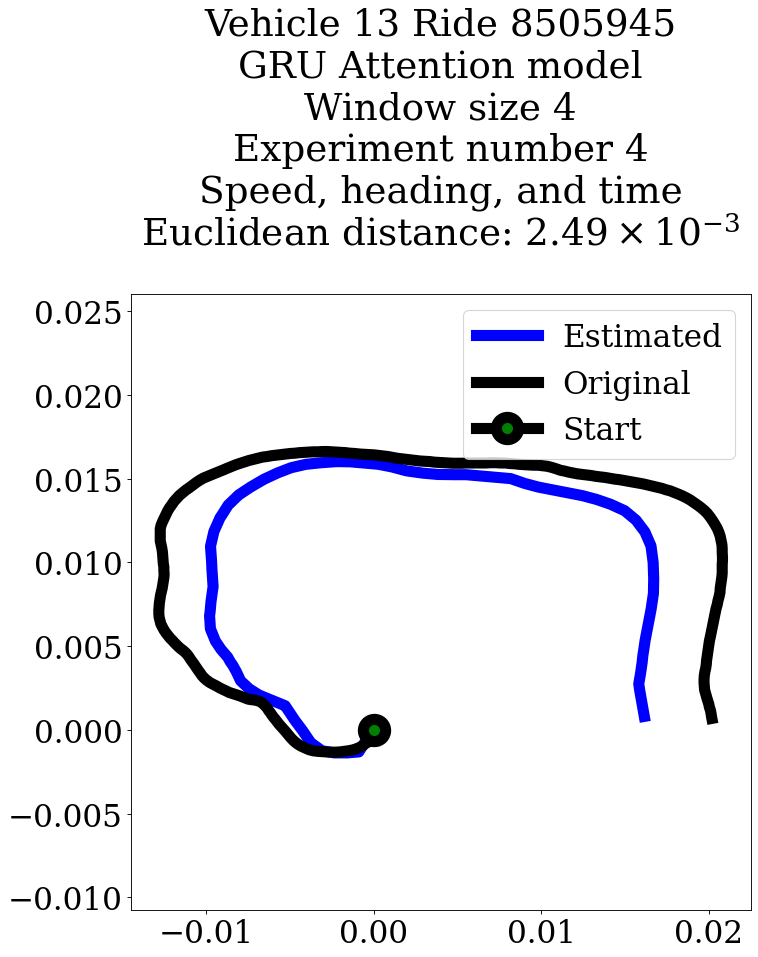 Vehicle 13 Ride 8505945
GRU Attention model
Window size 4
Experiment number 4
Speed, heading, and time
Euclidean distance: 2.49 × 10⁻³
Estimated
Original
Start
0.025
0.020
0.015
0.010
0.005
0.000
−0.005
−0.010
−0.01 0.00 0.01 0.02